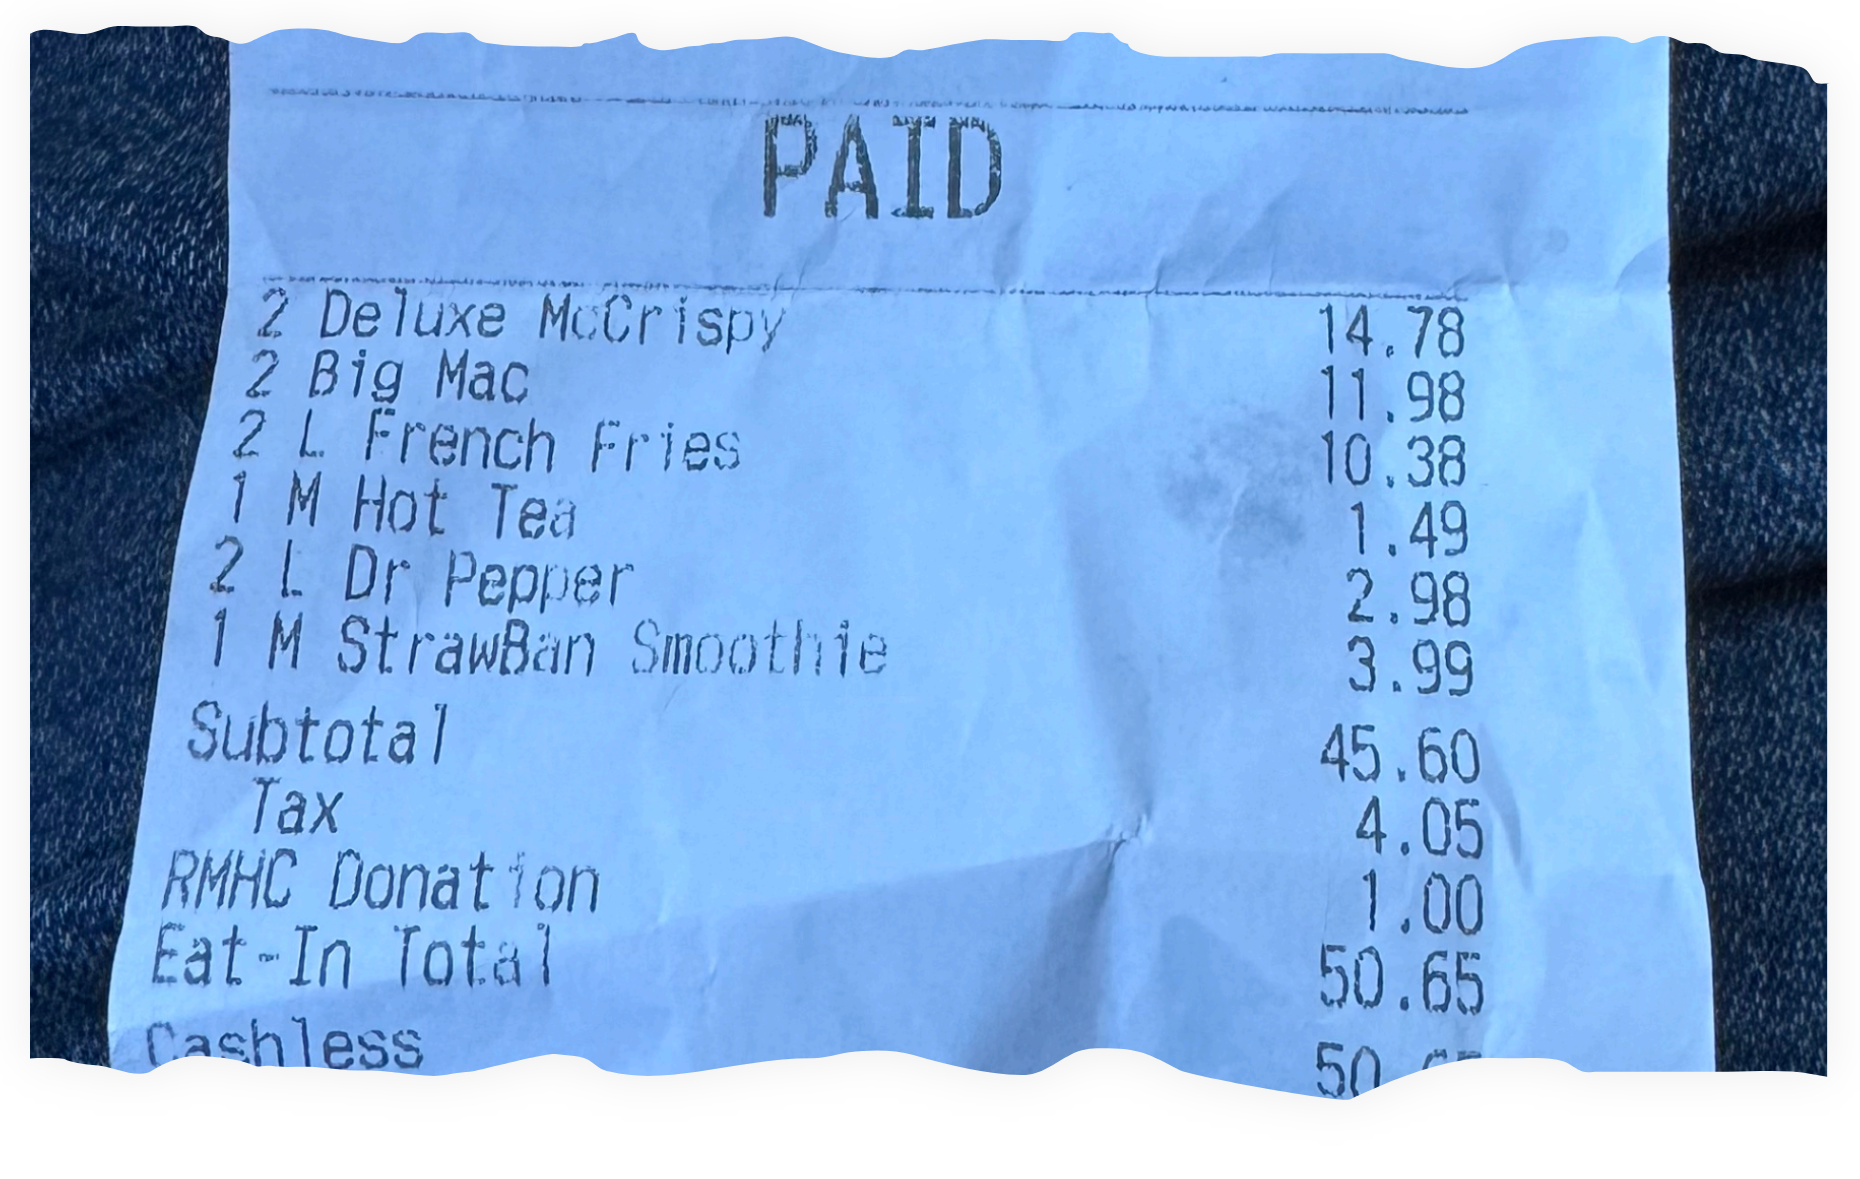 PAID
2 Deluxe McCrispy 14.78
2 Big Mac 11.98
2 L French Fries 10.38
1 M Hot Tea 1.49
2 L Dr Pepper 2.98
1 M StrawBan Smoothie 3.99
Subtotal 45.60
Tax 4.05
RMHC Donation 1.00
Eat-In Total 50.65
Cashless